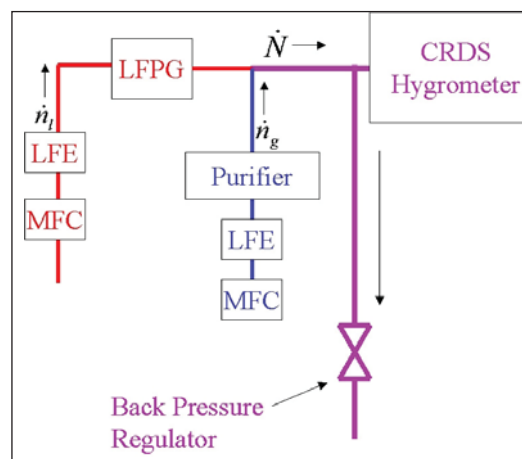 Ṅ
CRDS
Hygrometer
LFPG
ṅₗ
ṅg
LFE
Purifier
MFC
LFE
MFC
Back Pressure
Regulator